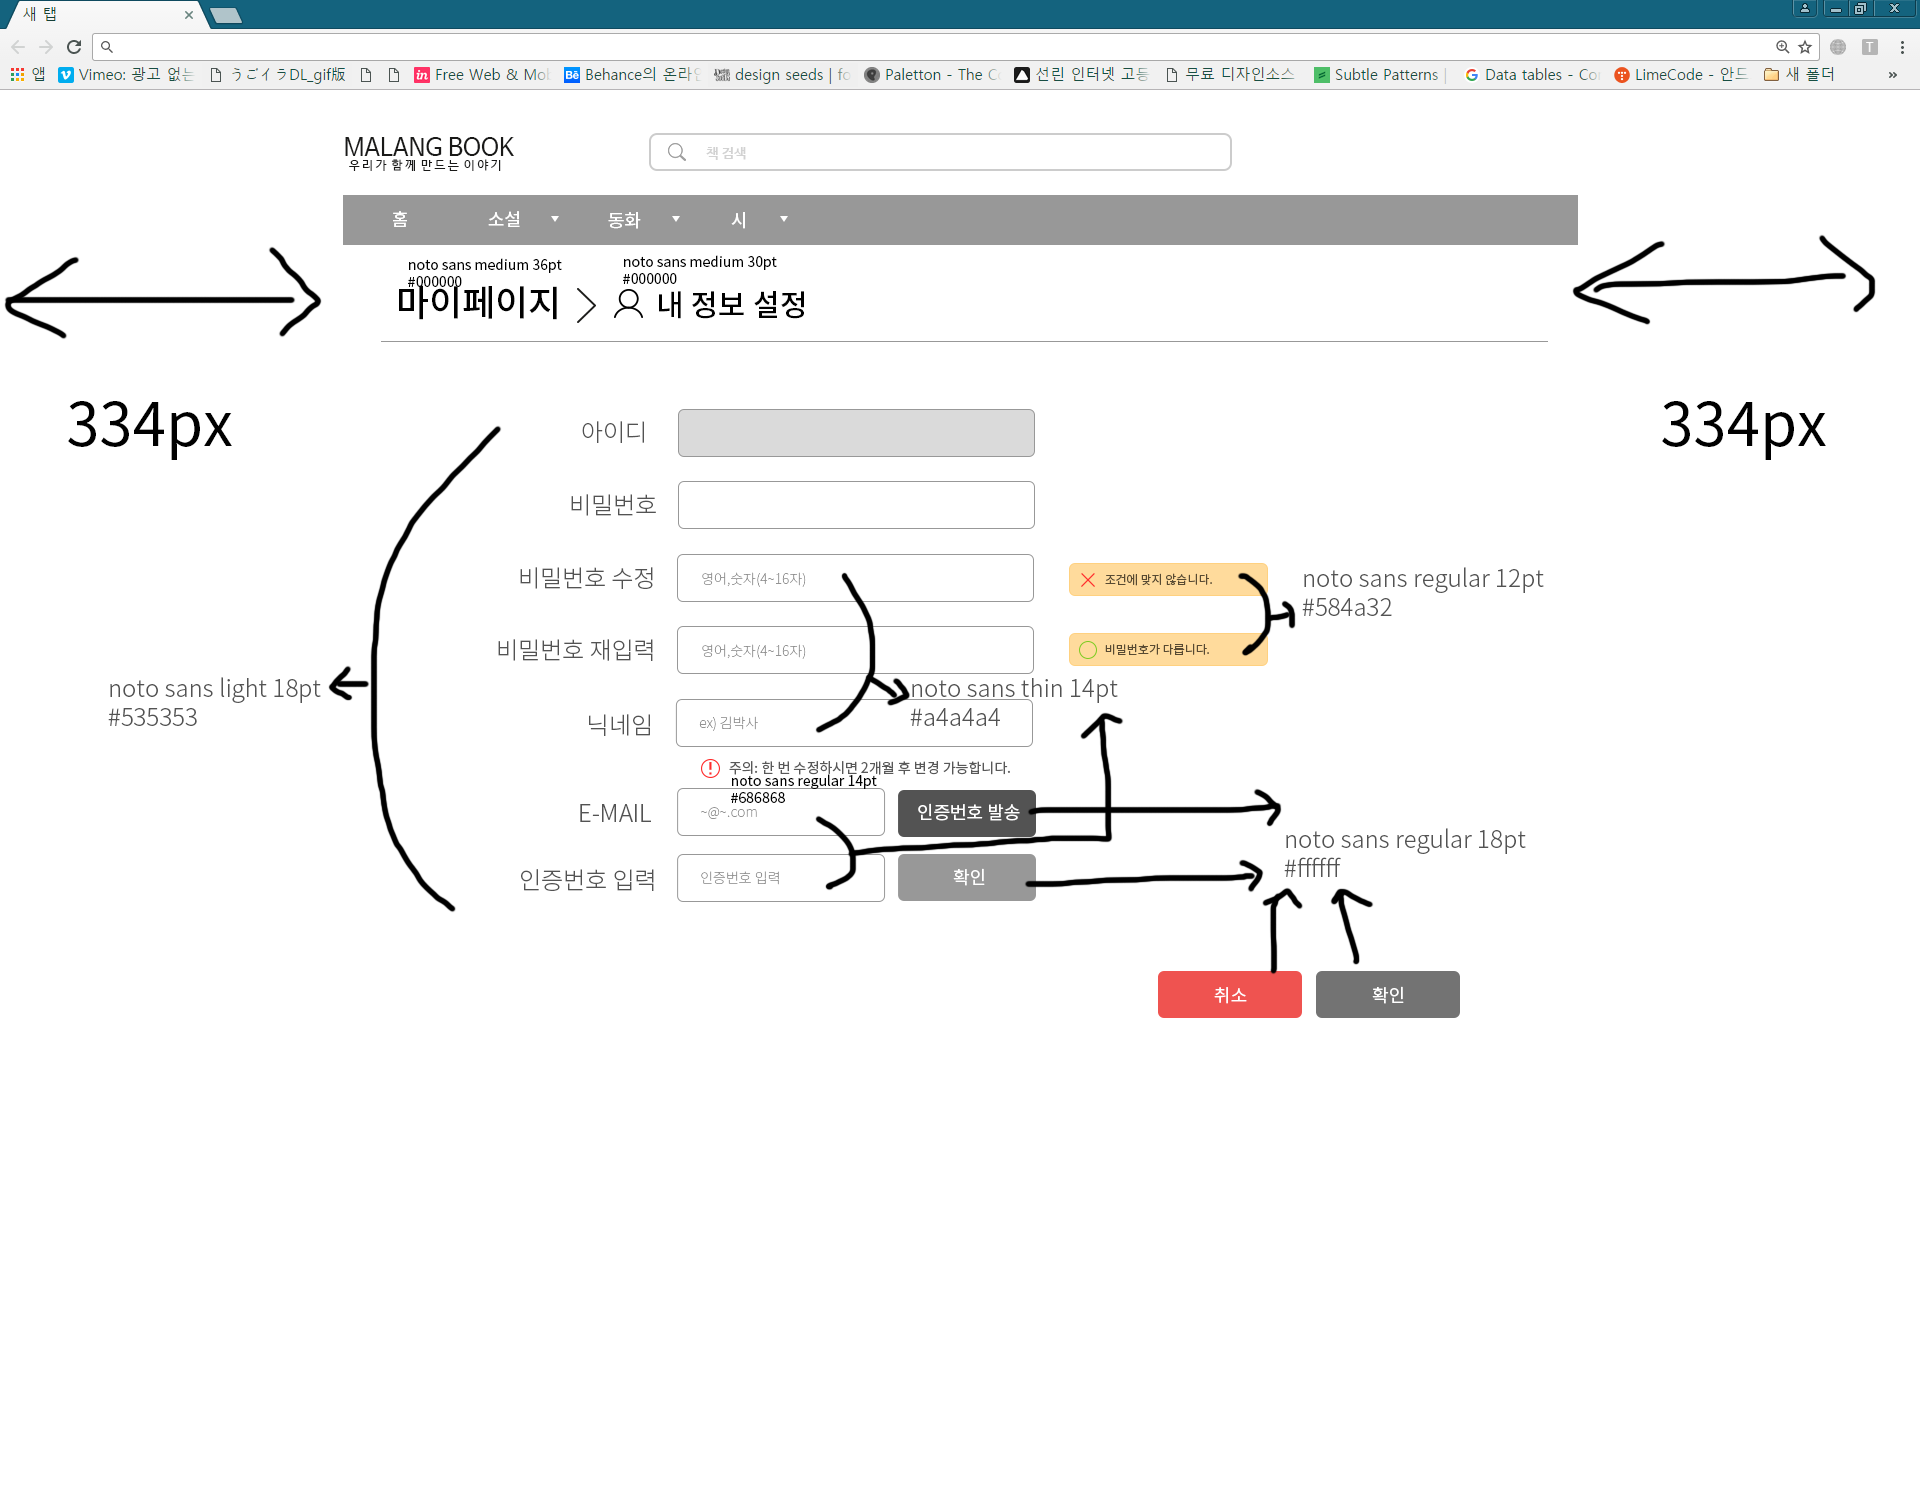 새 탭
앱 Vimeo: 광고 없는 うごイラDL_gif版 Free Web & Mob Behance의 온라인 design seeds | fo Paletton - The Co 선린 인터넷 고등 무료 디자인소스 Subtle Patterns | Data tables - Co LimeCode - 안드 새 폴더 »
MALANG BOOK
우리가 함께 만드는 이야기
책 검색
홈 소설 동화 시
noto sans medium 36pt
#000000
noto sans medium 30pt
#000000
마이페이지 내 정보 설정
334px
334px
아이디
비밀번호
비밀번호 수정 영어,숫자(4~16자) 조건에 맞지 않습니다.
noto sans regular 12pt
#584a32
비밀번호 재입력 영어,숫자(4~16자) 비밀번호가 다릅니다.
noto sans light 18pt
#535353
noto sans thin 14pt
#a4a4a4
닉네임 ex) 김박사
주의: 한 번 수정하시면 2개월 후 변경 가능합니다.
noto sans regular 14pt
#686868
E-MAIL ~@~.com 인증번호 발송
noto sans regular 18pt
#ffffff
인증번호 입력 인증번호 입력 확인
취소 확인